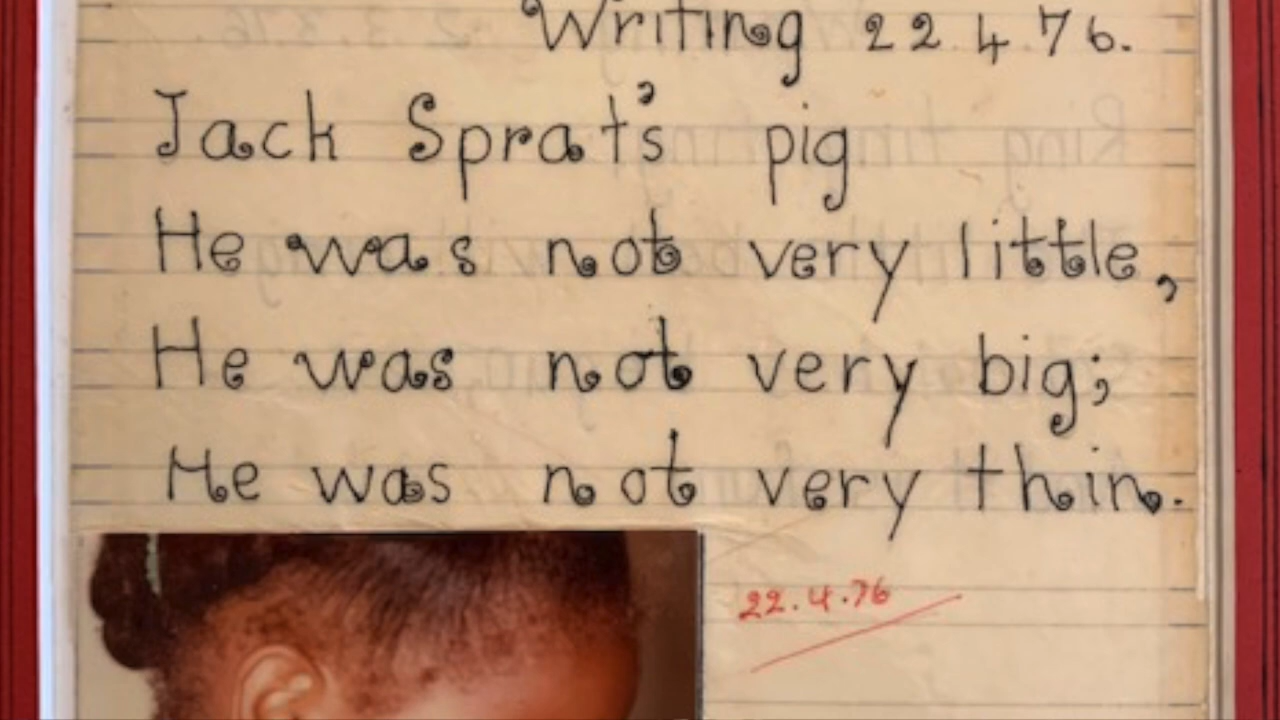 Writing 22.4.76.
Jack Sprat's pig
He was not very little,
He was not very big;
He was not very thin.
22.4.76